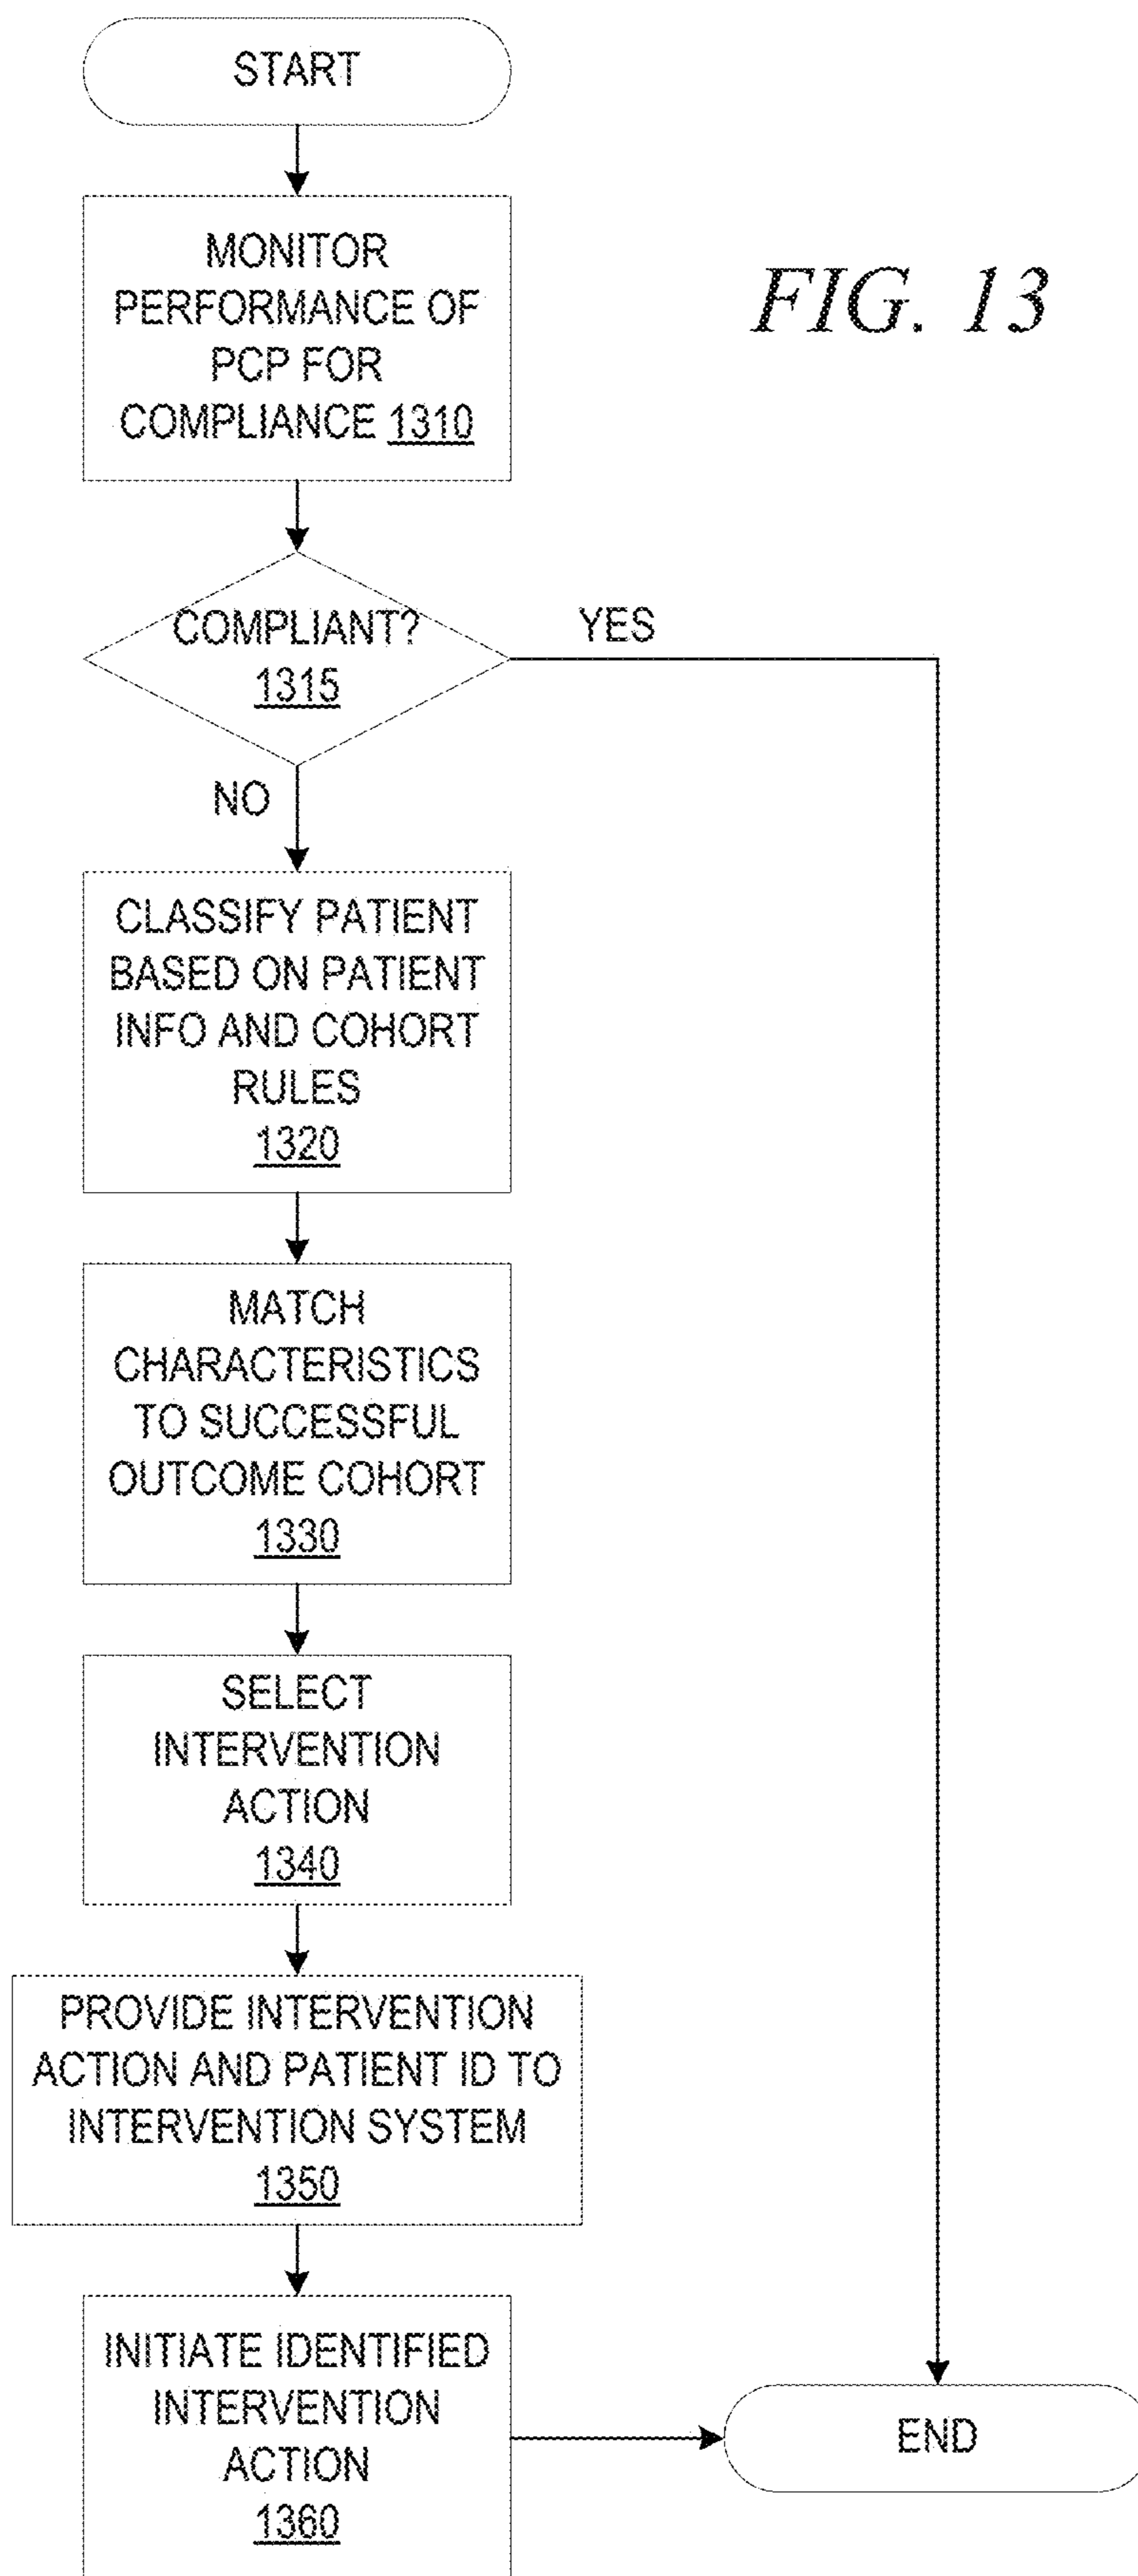 START
MONITOR
PERFORMANCE OF
PCP FOR
COMPLIANCE 1310
FIG. 13
COMPLIANT?
1315
YES
NO
CLASSIFY PATIENT
BASED ON PATIENT
INFO AND COHORT
RULES
1320
MATCH
CHARACTERISTICS
TO SUCCESSFUL
OUTCOME COHORT
1330
SELECT
INTERVENTION
ACTION
1340
PROVIDE INTERVENTION
ACTION AND PATIENT ID TO
INTERVENTION SYSTEM
1350
INITIATE IDENTIFIED
INTERVENTION
ACTION
1360
END